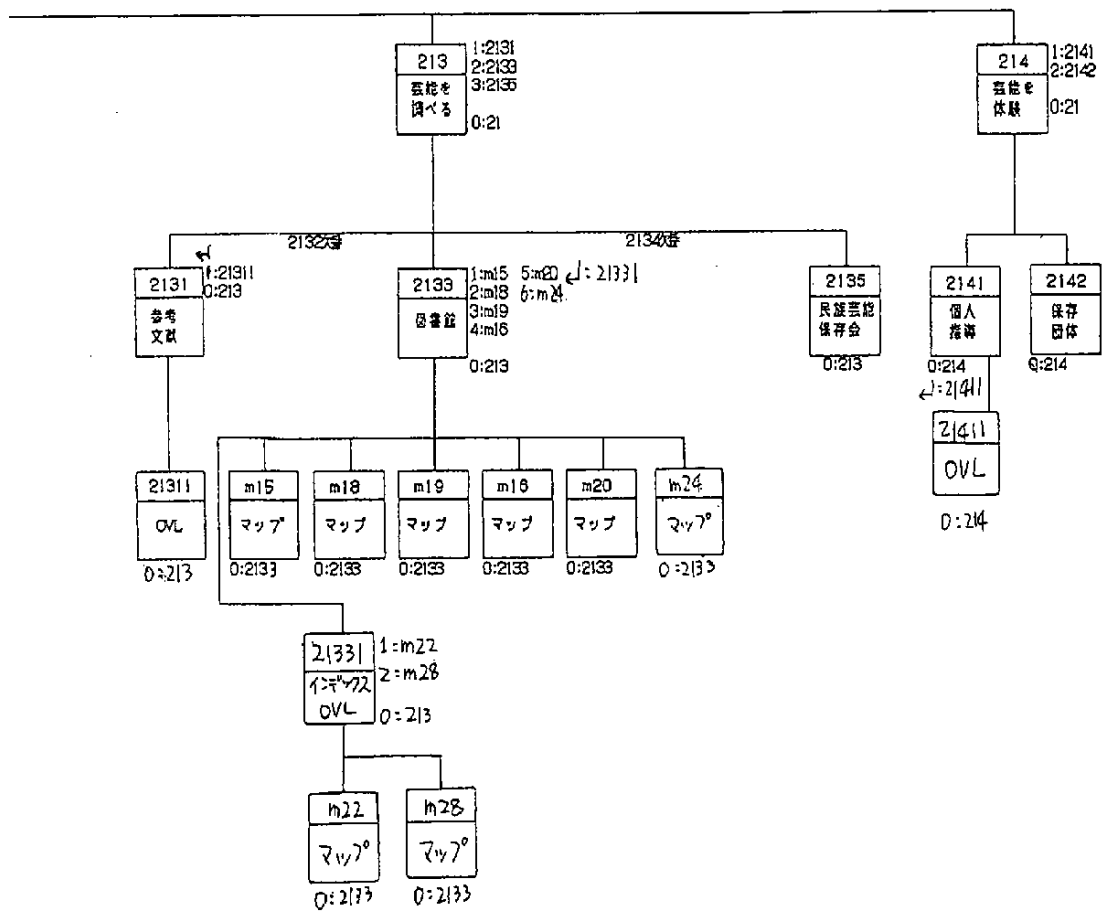 213
芸能を
調べる
1:2131
2:2133
3:2135
0:21
214
芸能を
体験
1:2141
2:2142
0:21
2132欠番
2134欠番
2131
参考
文献
↲
1:21311
0:213
2133
図書館
1:m15 5:m20 ↲:21331
2:m18 6:m24
3:m19
4:m16
0:213
2135
民族芸能
保存会
0:213
2141
個人
指導
0:214
↲:21411
2142
保存
団体
0:214
21411
OVL
0:214
21311
OVL
0:213
m15
マップ
0:2133
m18
マップ
0:2133
m19
マップ
0:2133
m16
マップ
0:2133
m20
マップ
0:2133
m24
マップ
0:2133
21331
インデックス
OVL
1:m22
2:m28
0:213
m22
マップ
0:2133
m28
マップ
0:2133